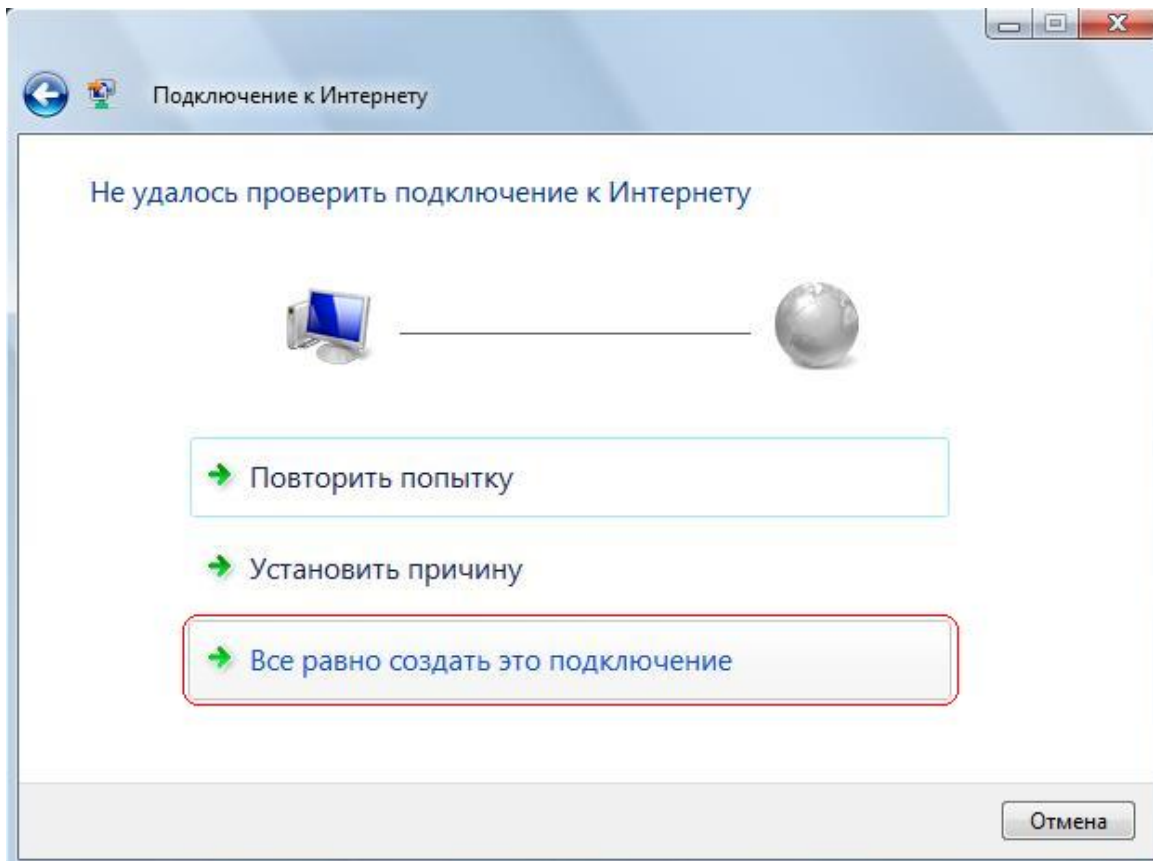 Подключение к Интернету
Не удалось проверить подключение к Интернету
Повторить попытку
Установить причину
Все равно создать это подключение
Отмена